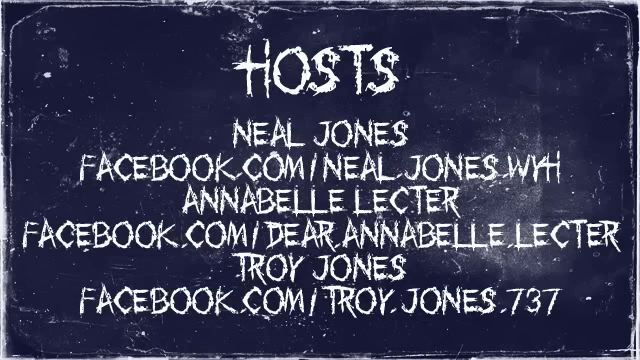 HOSTS
NEAL JONES
FACEBOOK.COM/NEAL.JONES.WYH
ANNABELLE LECTER
FACEBOOK.COM/DEAR.ANNABELLE.LECTER
TROY JONES
FACEBOOK.COM/TROY.JONES.737